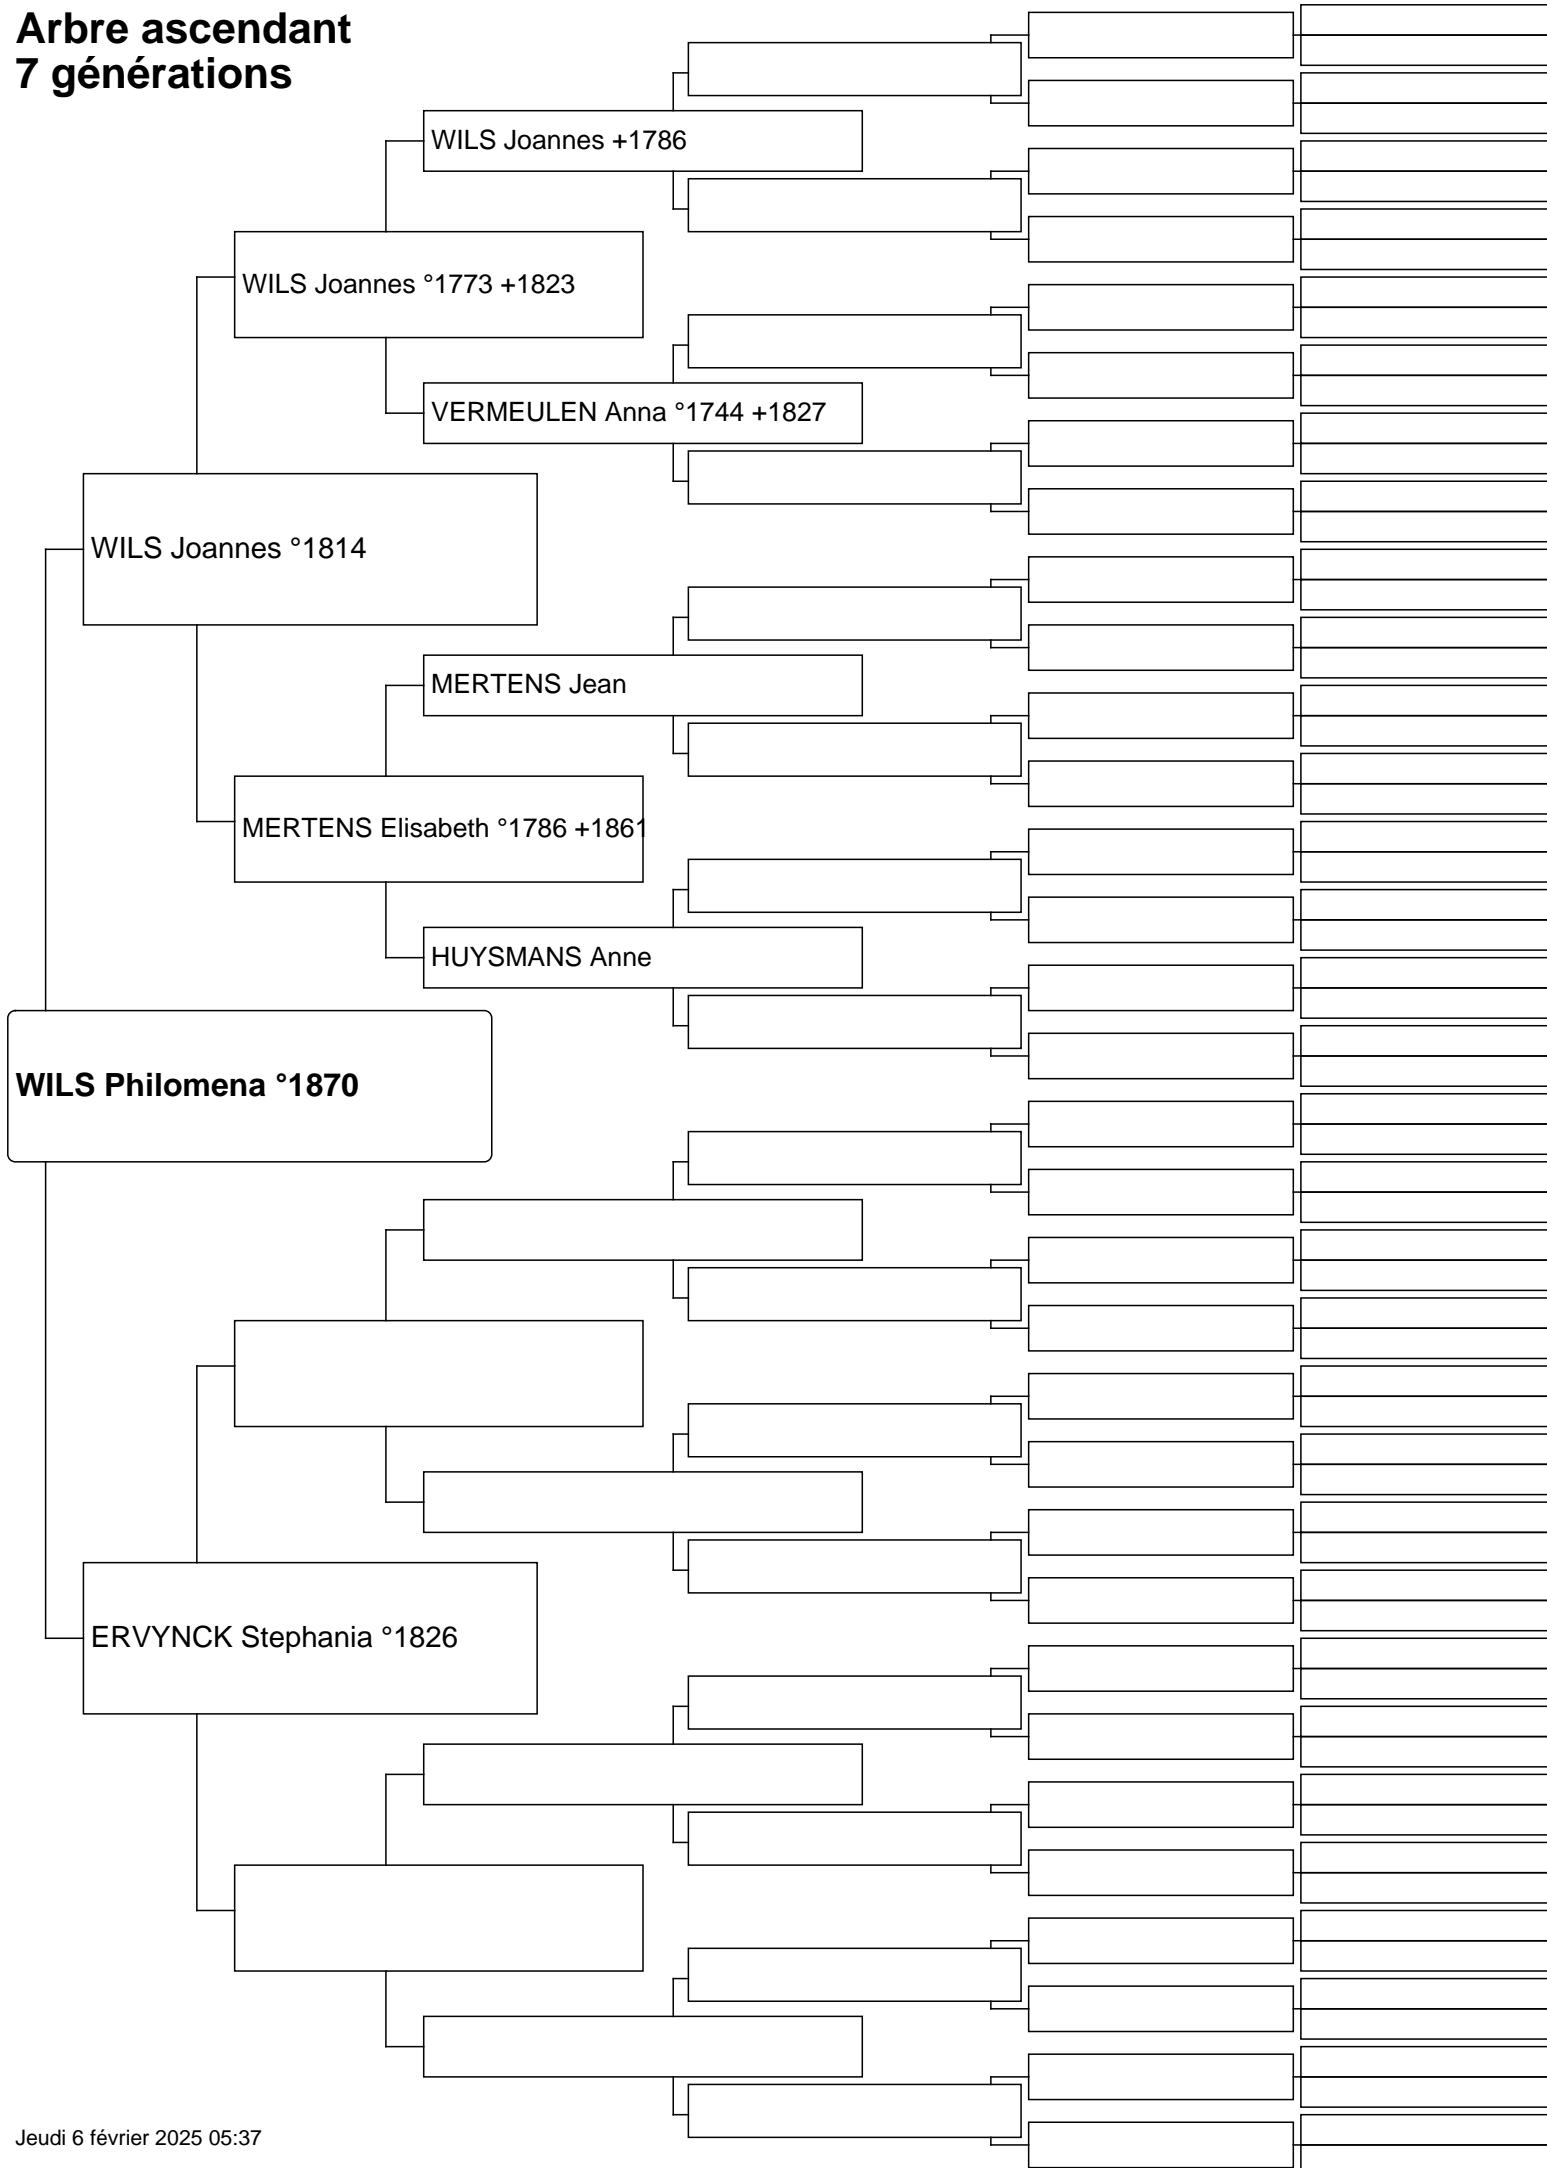 Arbre ascendant
7 générations
WILS Joannes +1786
WILS Joannes °1773 +1823
VERMEULEN Anna °1744 +1827
WILS Joannes °1814
MERTENS Jean
MERTENS Elisabeth °1786 +1861
HUYSMANS Anne
WILS Philomena °1870
ERVYNCK Stephania °1826
Jeudi 6 février 2025 05:37